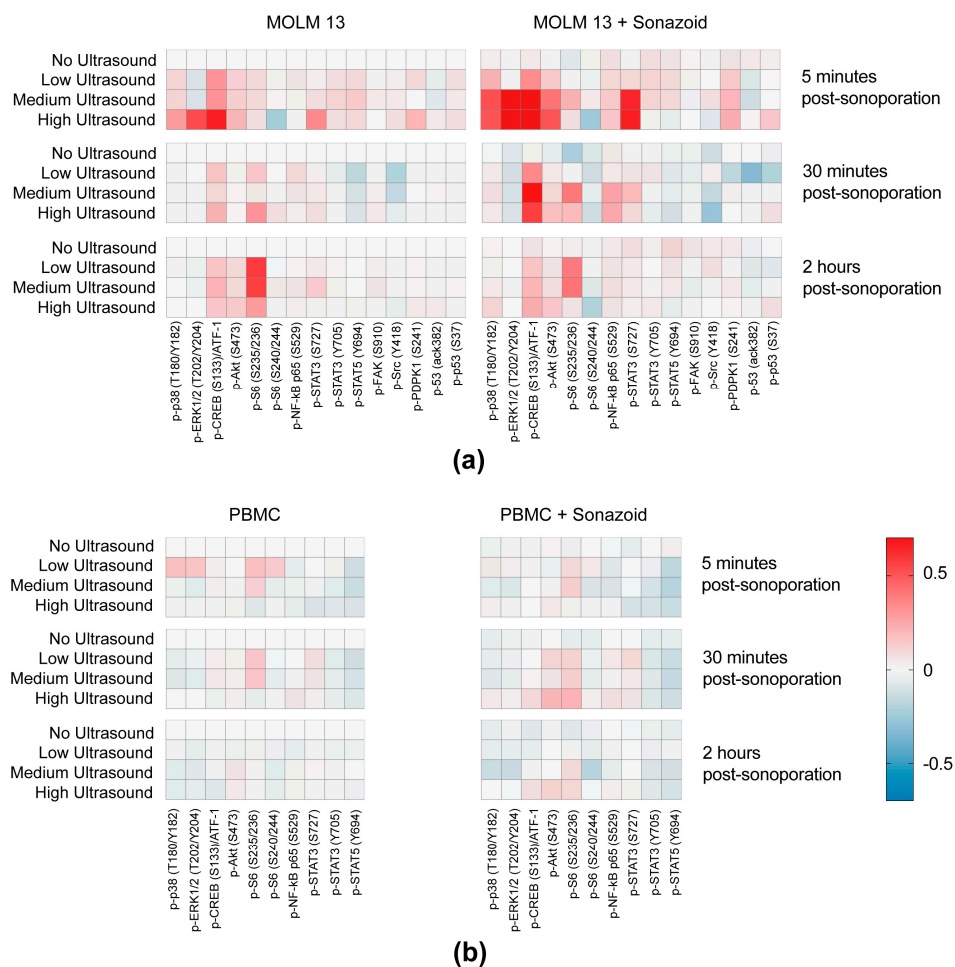 MOLM 13
MOLM 13 + Sonazoid
No Ultrasound
Low Ultrasound
Medium Ultrasound
High Ultrasound
5 minutes
post-sonoporation
No Ultrasound
Low Ultrasound
Medium Ultrasound
High Ultrasound
30 minutes
post-sonoporation
No Ultrasound
Low Ultrasound
Medium Ultrasound
High Ultrasound
2 hours
post-sonoporation
p-p38 (T180/Y182)
p-ERK1/2 (T202/Y204)
p-CREB (S133)/ATF-1
p-Akt (S473)
p-S6 (S235/236)
p-S6 (S240/244)
p-NF-kB p65 (S529)
p-STAT3 (S727)
p-STAT3 (Y705)
p-STAT5 (Y694)
p-FAK (S910)
p-Src (Y418)
p-PDPK1 (S241)
p-53 (ack382)
p-p53 (S37)
p-p38 (T180/Y182)
p-ERK1/2 (T202/Y204)
p-CREB (S133)/ATF-1
p-Akt (S473)
p-S6 (S235/236)
p-S6 (S240/244)
p-NF-kB p65 (S529)
p-STAT3 (S727)
p-STAT3 (Y705)
p-STAT5 (Y694)
p-FAK (S910)
p-Src (Y418)
p-PDPK1 (S241)
p-53 (ack382)
p-p53 (S37)
(a)
PBMC
PBMC + Sonazoid
No Ultrasound
Low Ultrasound
Medium Ultrasound
High Ultrasound
5 minutes
post-sonoporation
No Ultrasound
Low Ultrasound
Medium Ultrasound
High Ultrasound
30 minutes
post-sonoporation
No Ultrasound
Low Ultrasound
Medium Ultrasound
High Ultrasound
2 hours
post-sonoporation
0.5
0
-0.5
p-p38 (T180/Y182)
p-ERK1/2 (T202/Y204)
p-CREB (S133)/ATF-1
p-Akt (S473)
p-S6 (S235/236)
p-S6 (S240/244)
p-NF-kB p65 (S529)
p-STAT3 (S727)
p-STAT3 (Y705)
p-STAT5 (Y694)
p-p38 (T180/Y182)
p-ERK1/2 (T202/Y204)
p-CREB (S133)/ATF-1
p-Akt (S473)
p-S6 (S235/236)
p-S6 (S240/244)
p-NF-kB p65 (S529)
p-STAT3 (S727)
p-STAT3 (Y705)
p-STAT5 (Y694)
(b)